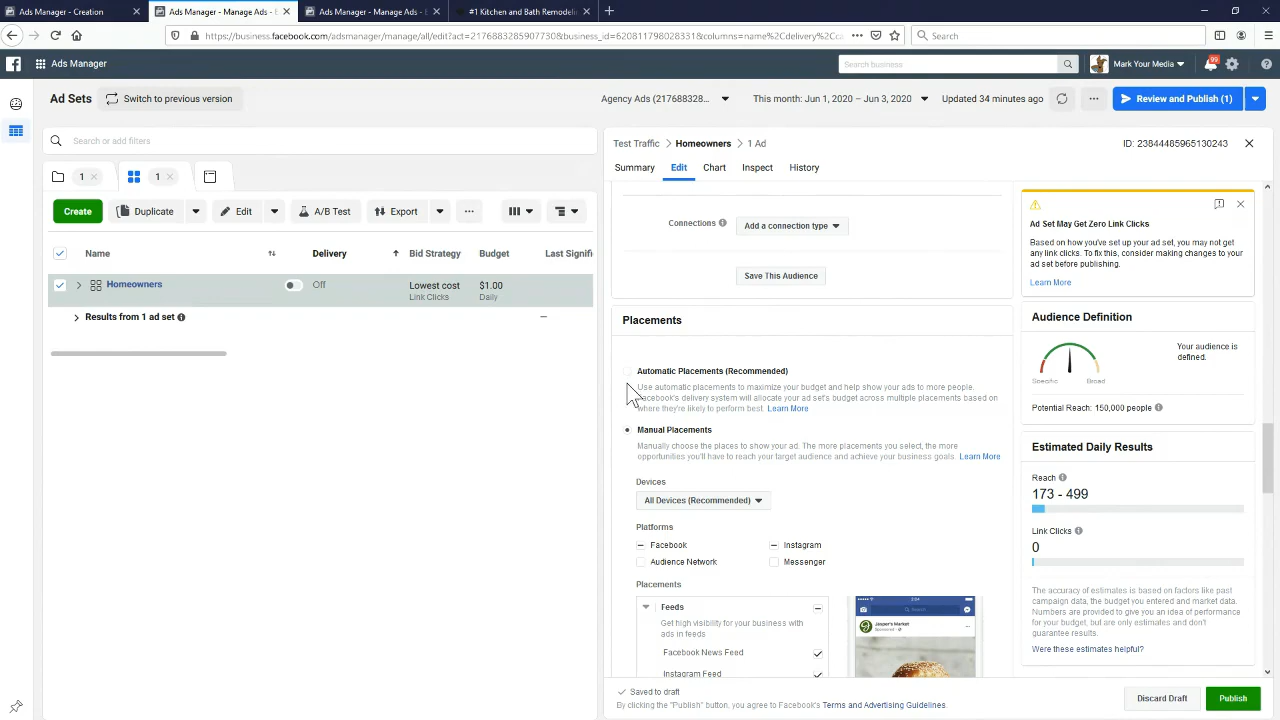 Ads Manager - Creation
Ads Manager - Manage Ads - E
Ads Manager - Manage Ads - E
#1 Kitchen and Bath Remodeli
https://business.facebook.com/adsmanager/manage/all/edit?act=2176883285907730&business_id=620811798028331&columns=name%2Cdelivery%2Cca
Search
Ads Manager
Search business
Mark Your Media
99
Ad Sets
Switch to previous version
Agency Ads (217688328...
This month: Jun 1, 2020 – Jun 3, 2020
Updated 34 minutes ago
Review and Publish (1)
Search or add filters
Test Traffic > Homeowners > 1 Ad
ID: 23844485965130243
1
1
Summary
Edit
Chart
Inspect
History
Create
Duplicate
Edit
A/B Test
Export
Name
Delivery
Bid Strategy
Budget
Last Signifi
Homeowners
Off
Lowest cost
Link Clicks
$1.00
Daily
Results from 1 ad set
—
Connections
Add a connection type
Save This Audience
Placements
Automatic Placements (Recommended)
Use automatic placements to maximize your budget and help show your ads to more people.
Facebook's delivery system will allocate your ad set's budget across multiple placements based on
where they're likely to perform best. Learn More
Manual Placements
Manually choose the places to show your ad. The more placements you select, the more
opportunities you'll have to reach your target audience and achieve your business goals. Learn More
Devices
All Devices (Recommended)
Platforms
Facebook
Instagram
Audience Network
Messenger
Placements
Feeds
Get high visibility for your business with
ads in feeds
Facebook News Feed
Instagram Feed
2:04
Search
Jasper's Market
Sponsored
Saved to draft
By clicking the "Publish" button, you agree to Facebook's Terms and Advertising Guidelines.
Discard Draft
Publish
Ad Set May Get Zero Link Clicks
Based on how you've set up your ad set, you may not get
any link clicks. To fix this, consider making changes to your
ad set before publishing.
Learn More
Audience Definition
Your audience is
defined.
Specific
Broad
Potential Reach: 150,000 people
Estimated Daily Results
Reach
173 - 499
Link Clicks
0
The accuracy of estimates is based on factors like past
campaign data, the budget you entered and market data.
Numbers are provided to give you an idea of performance
for your budget, but are only estimates and don't
guarantee results.
Were these estimates helpful?